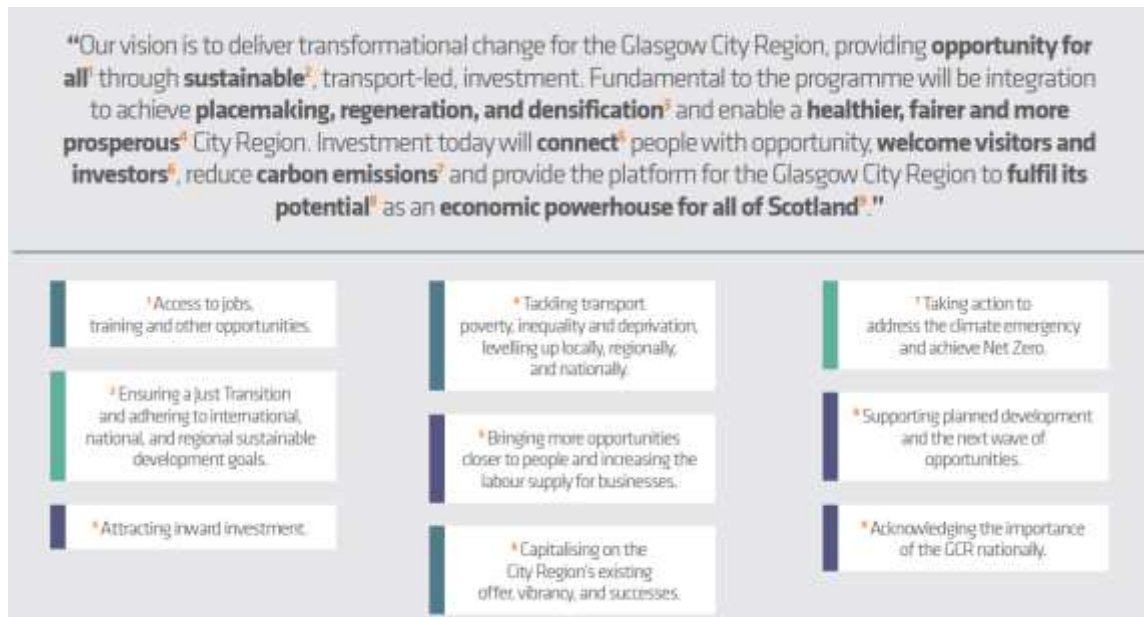 “Our vision is to deliver transformational change for the Glasgow City Region, providing opportunity for
all¹ through sustainable², transport-led, investment. Fundamental to the programme will be integration
to achieve placemaking, regeneration, and densification³ and enable a healthier, fairer and more
prosperous⁴ City Region. Investment today will connect⁵ people with opportunity, welcome visitors and
investors⁶, reduce carbon emissions⁷ and provide the platform for the Glasgow City Region to fulfil its
potential⁸ as an economic powerhouse for all of Scotland⁹.”
¹ Access to jobs,
training and other opportunities.
² Ensuring a Just Transition
and adhering to international,
national, and regional sustainable
development goals.
³ Attracting inward investment.
⁴ Tackling transport
poverty, inequality and deprivation,
levelling up locally, regionally,
and nationally.
⁵ Bringing more opportunities
closer to people and increasing the
labour supply for businesses.
⁶ Capitalising on the
City Region's existing
offer, vibrancy, and successes.
⁷ Taking action to
address the climate emergency
and achieve Net Zero.
⁸ Supporting planned development
and the next wave of
opportunities.
⁹ Acknowledging the importance
of the GCR nationally.